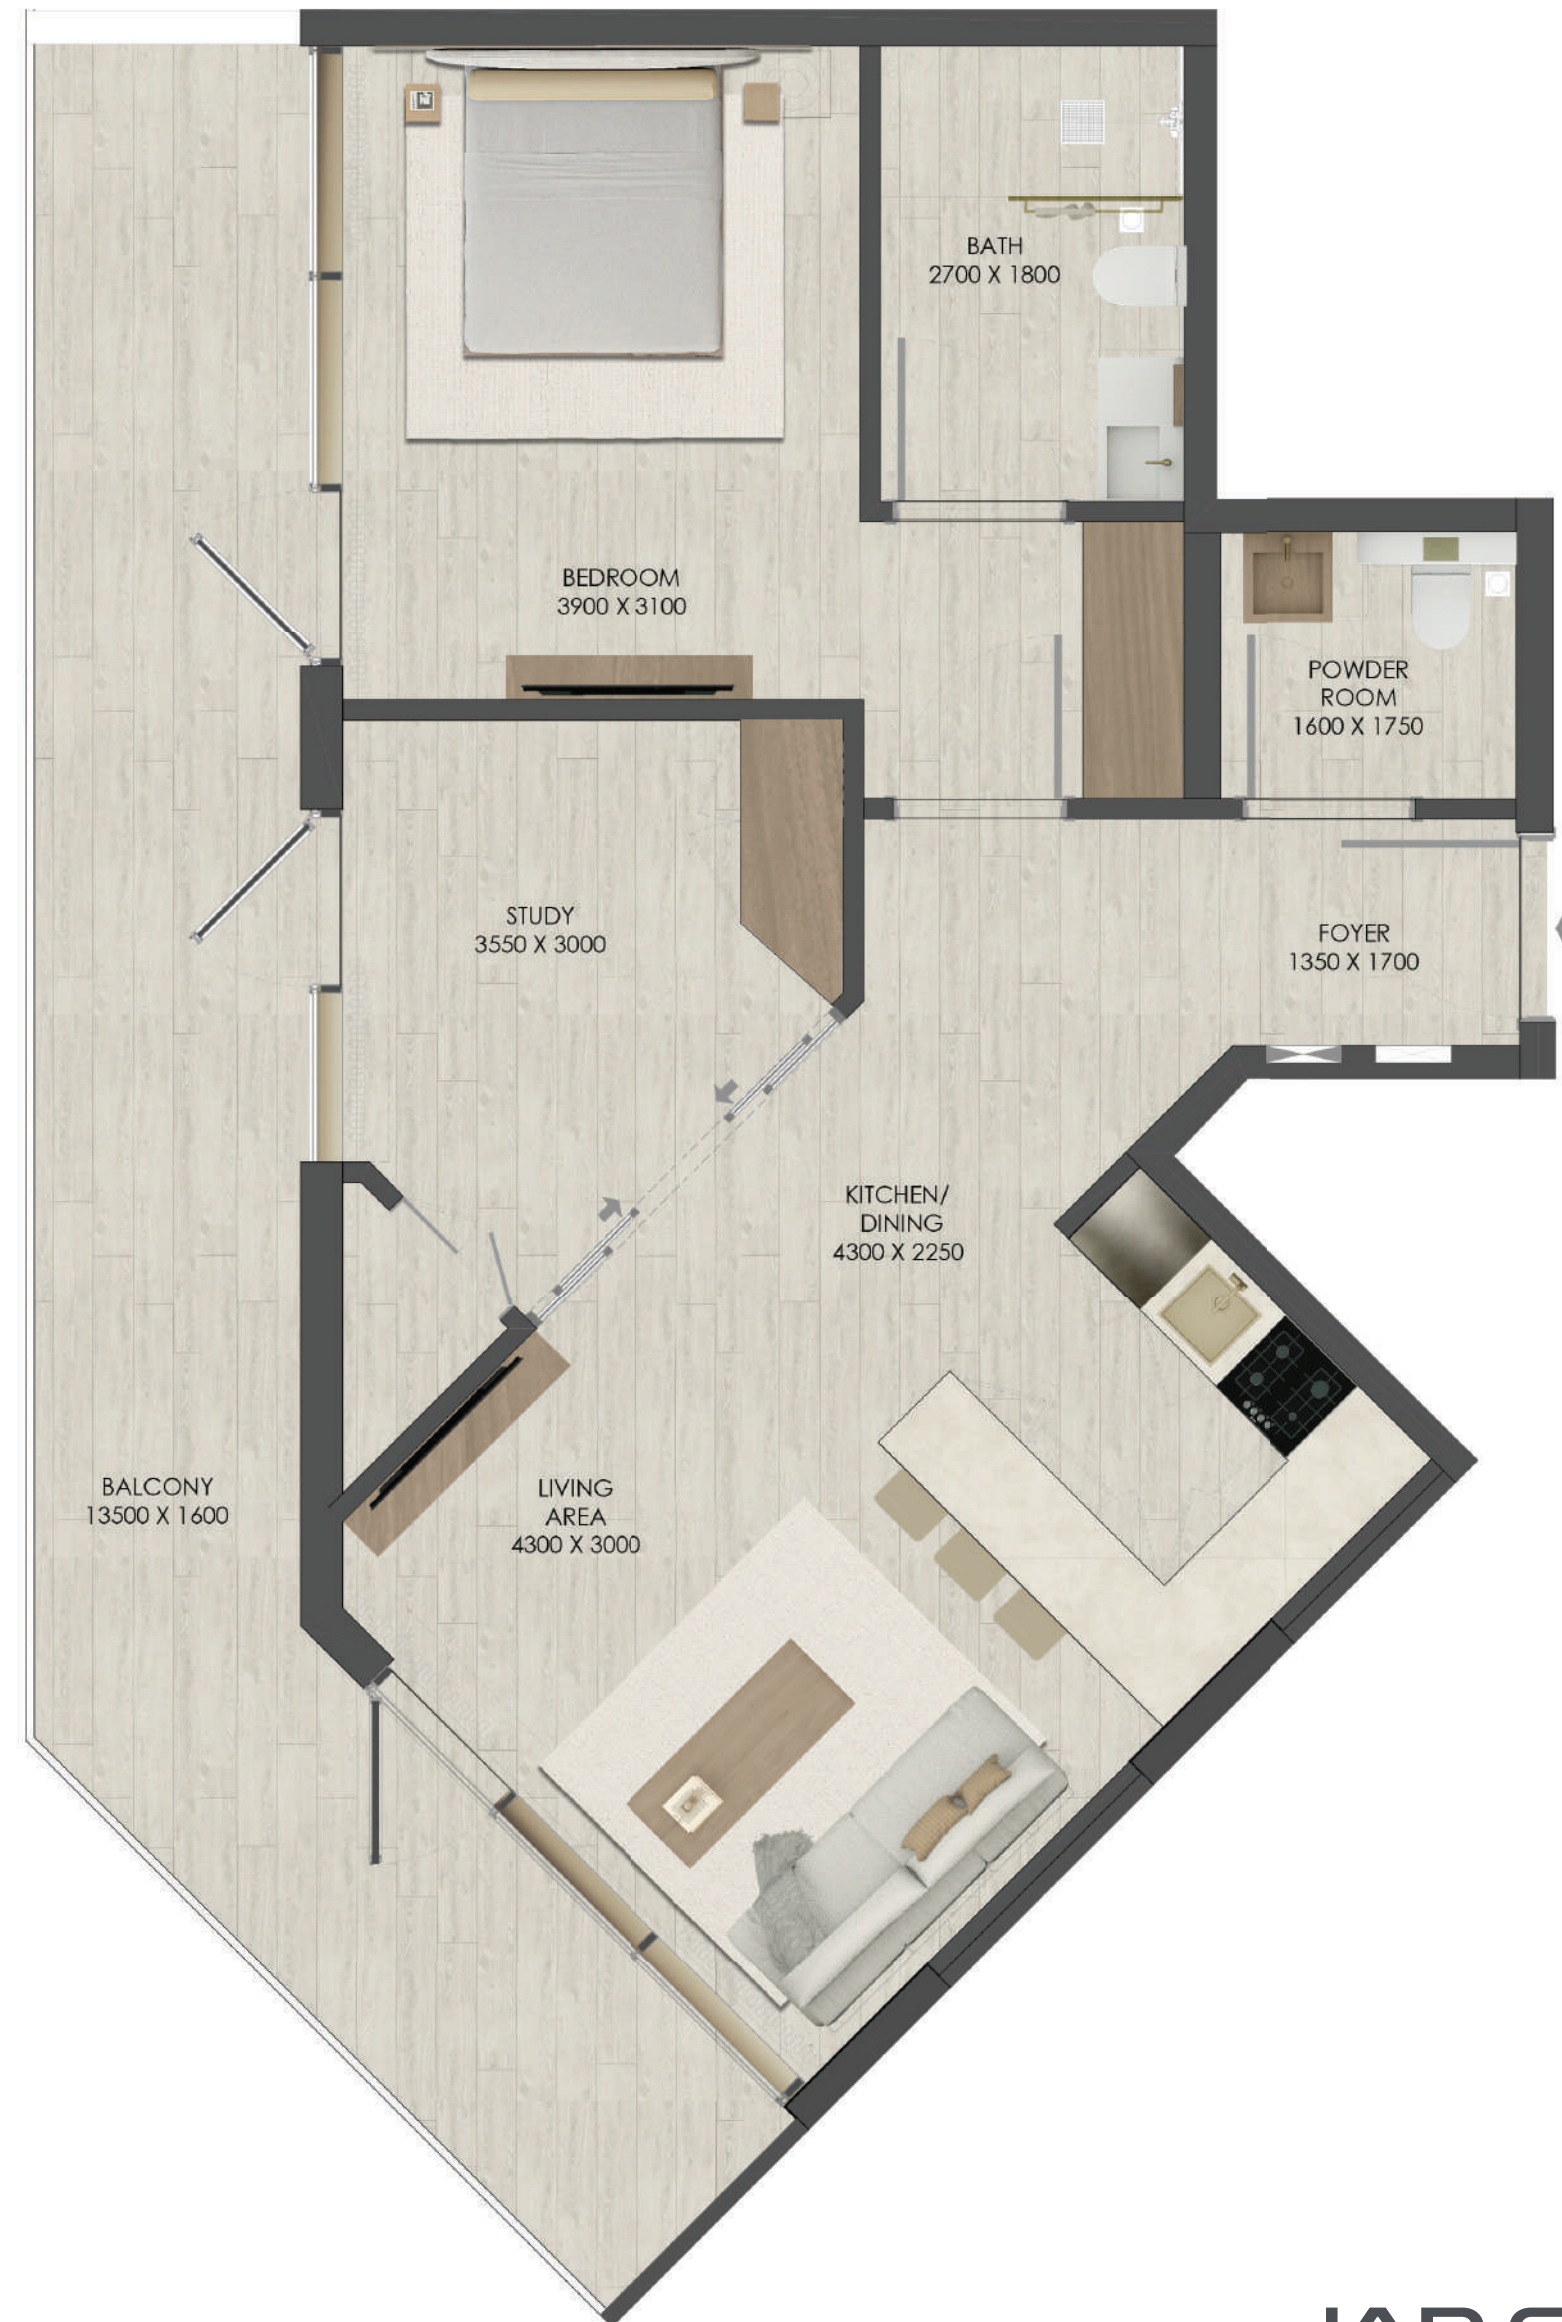 BATH
2700 X 1800
BEDROOM
3900 X 3100
POWDER
ROOM
1600 X 1750
STUDY
3550 X 3000
FOYER
1350 X 1700
KITCHEN/
DINING
4300 X 2250
BALCONY
13500 X 1600
LIVING
AREA
4300 X 3000